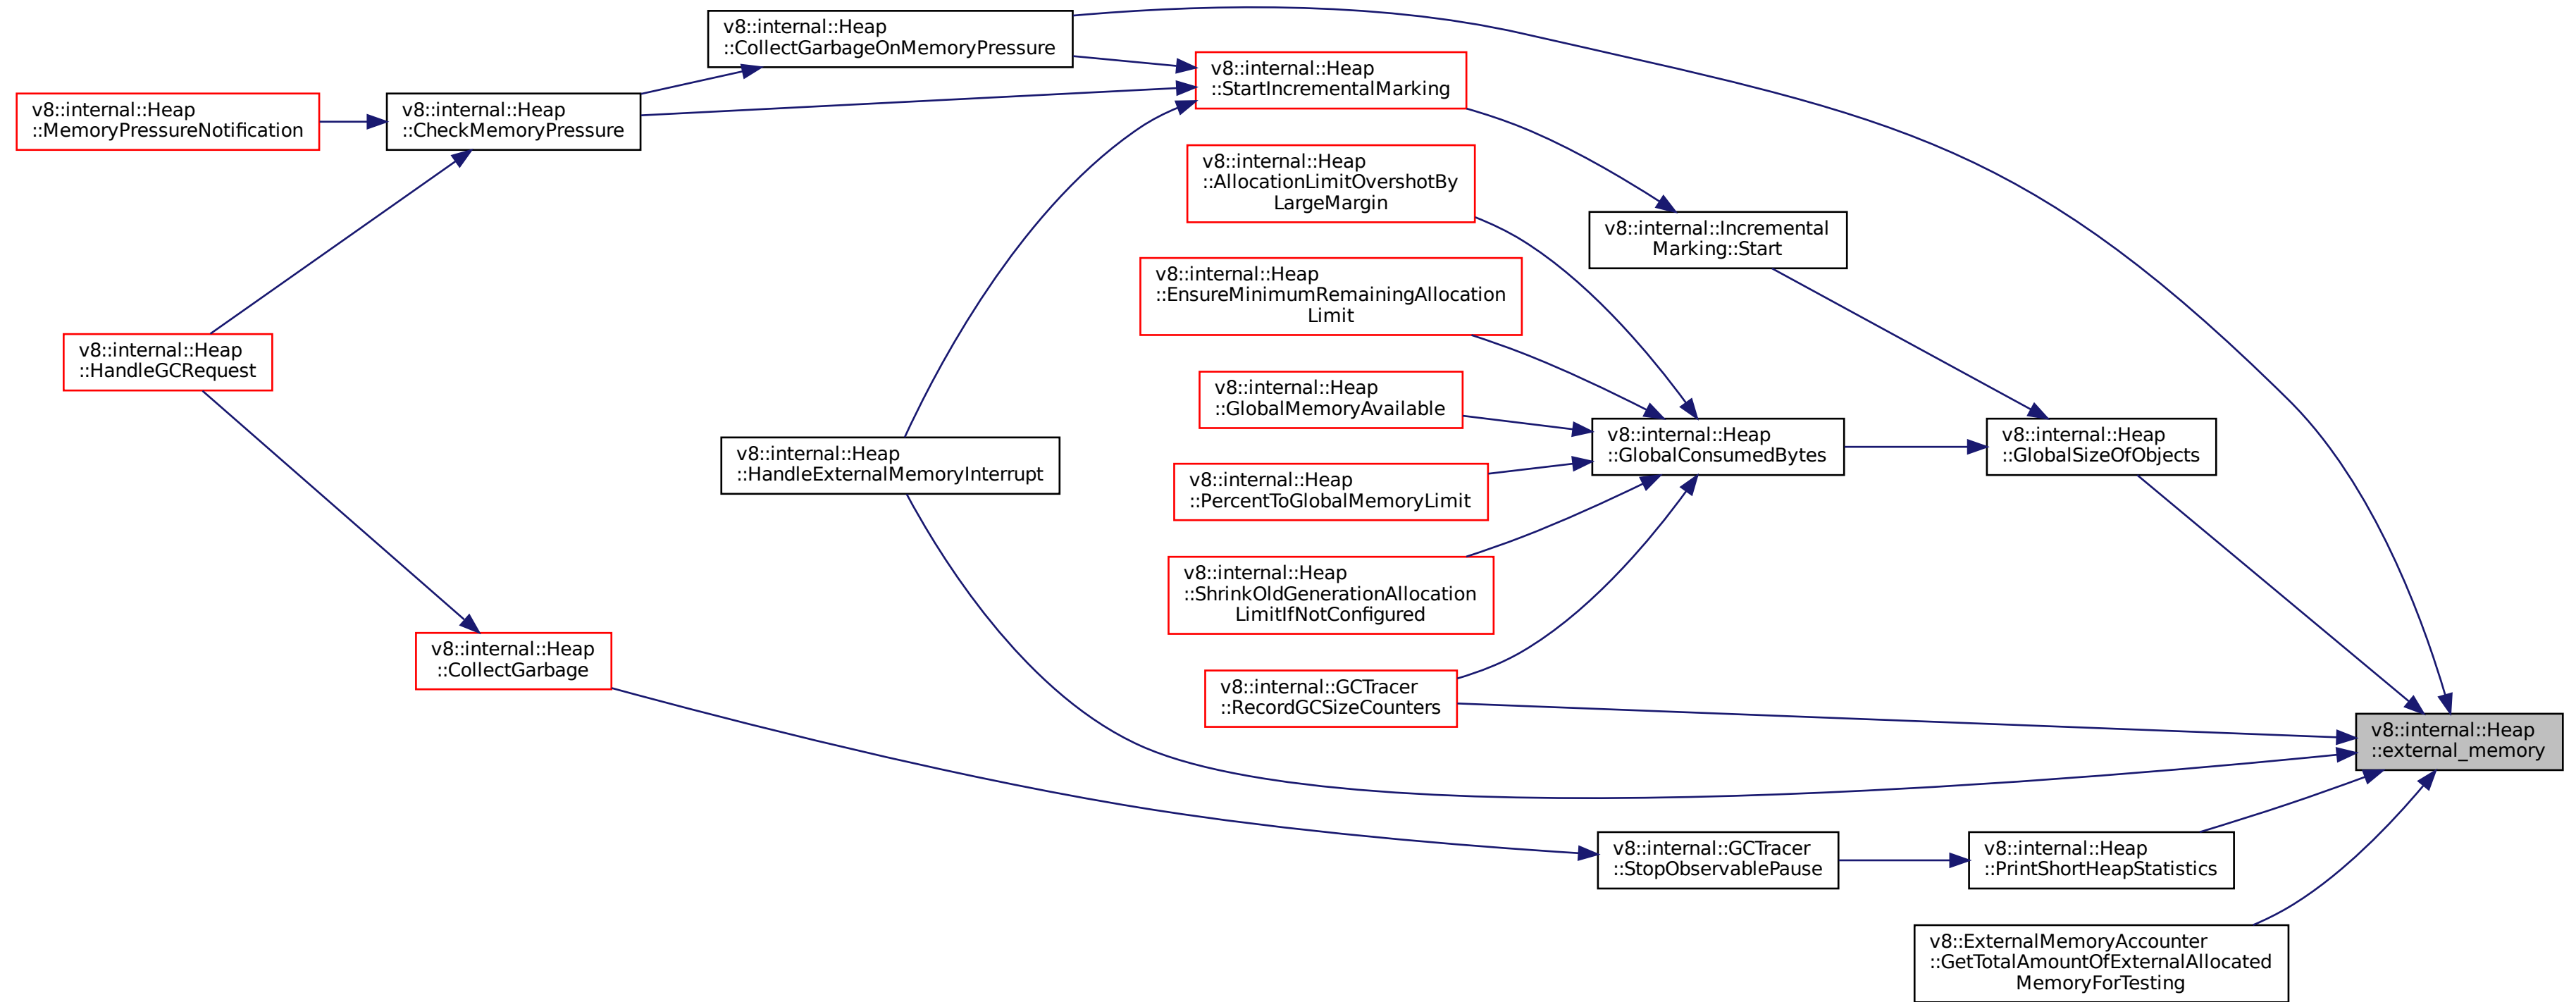 v8::internal::Heap
::CollectGarbageOnMemoryPressure
v8::internal::Heap
::StartIncrementalMarking
v8::internal::Heap
::MemoryPressureNotification
v8::internal::Heap
::CheckMemoryPressure
v8::internal::Heap
::AllocationLimitOvershotBy
LargeMargin
v8::internal::Incremental
Marking::Start
v8::internal::Heap
::EnsureMinimumRemainingAllocation
Limit
v8::internal::Heap
::HandleGCRequest
v8::internal::Heap
::GlobalMemoryAvailable
v8::internal::Heap
::GlobalConsumedBytes
v8::internal::Heap
::GlobalSizeOfObjects
v8::internal::Heap
::HandleExternalMemoryInterrupt
v8::internal::Heap
::PercentToGlobalMemoryLimit
v8::internal::Heap
::ShrinkOldGenerationAllocation
LimitIfNotConfigured
v8::internal::Heap
::CollectGarbage
v8::internal::GCTracer
::RecordGCSizeCounters
v8::internal::Heap
::external_memory
v8::internal::GCTracer
::StopObservablePause
v8::internal::Heap
::PrintShortHeapStatistics
v8::ExternalMemoryAccounter
::GetTotalAmountOfExternalAllocated
MemoryForTesting